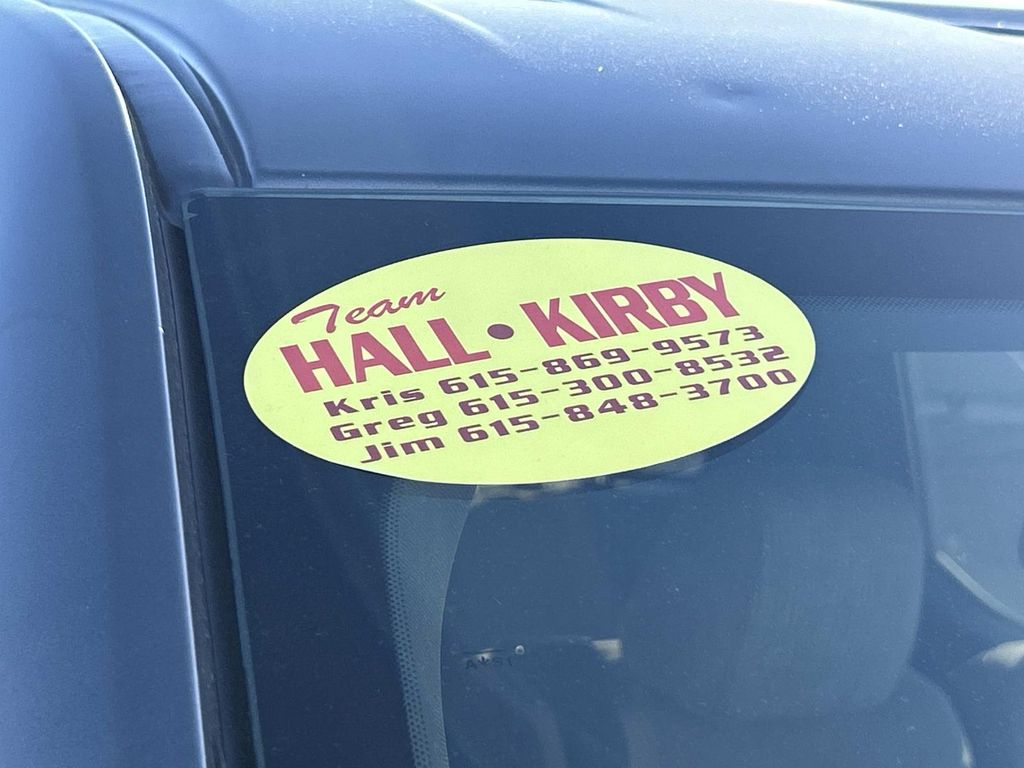 Team
HALL • KIRBY
Kris 615-869-9573
Greg 615-300-8532
Jim 615-848-3700